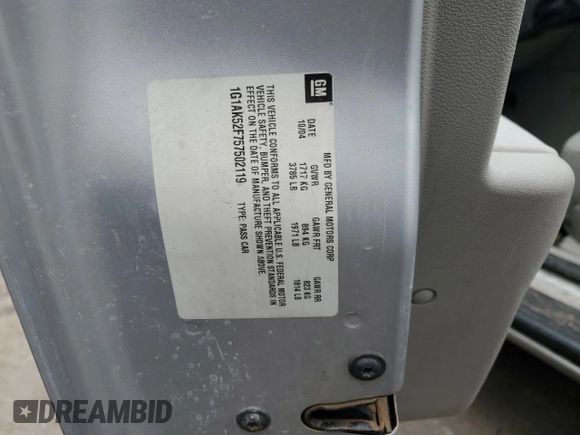 GM
MFD BY GENERAL MOTORS CORP
DATE GVWR GAWR FRT GAWR RR
10/04 1717 KG 894 KG 823 KG
3785 LB 1971 LB 1814 LB
THIS VEHICLE CONFORMS TO ALL APPLICABLE U.S. FEDERAL MOTOR
VEHICLE SAFETY, BUMPER, AND THEFT PREVENTION STANDARDS IN
EFFECT ON THE DATE OF MANUFACTURE SHOWN ABOVE.
1G1AK52F757502119 TYPE: PASS CAR
DREAMBID